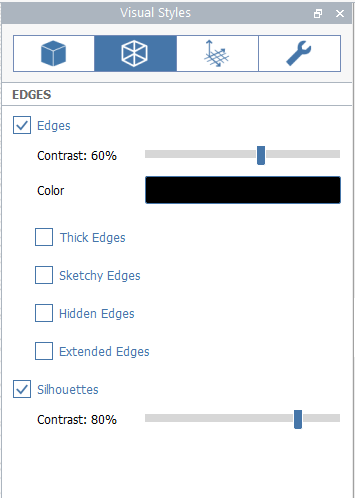 Visual Styles
EDGES
Edges
Contrast: 60%
Color
Thick Edges
Sketchy Edges
Hidden Edges
Extended Edges
Silhouettes
Contrast: 80%